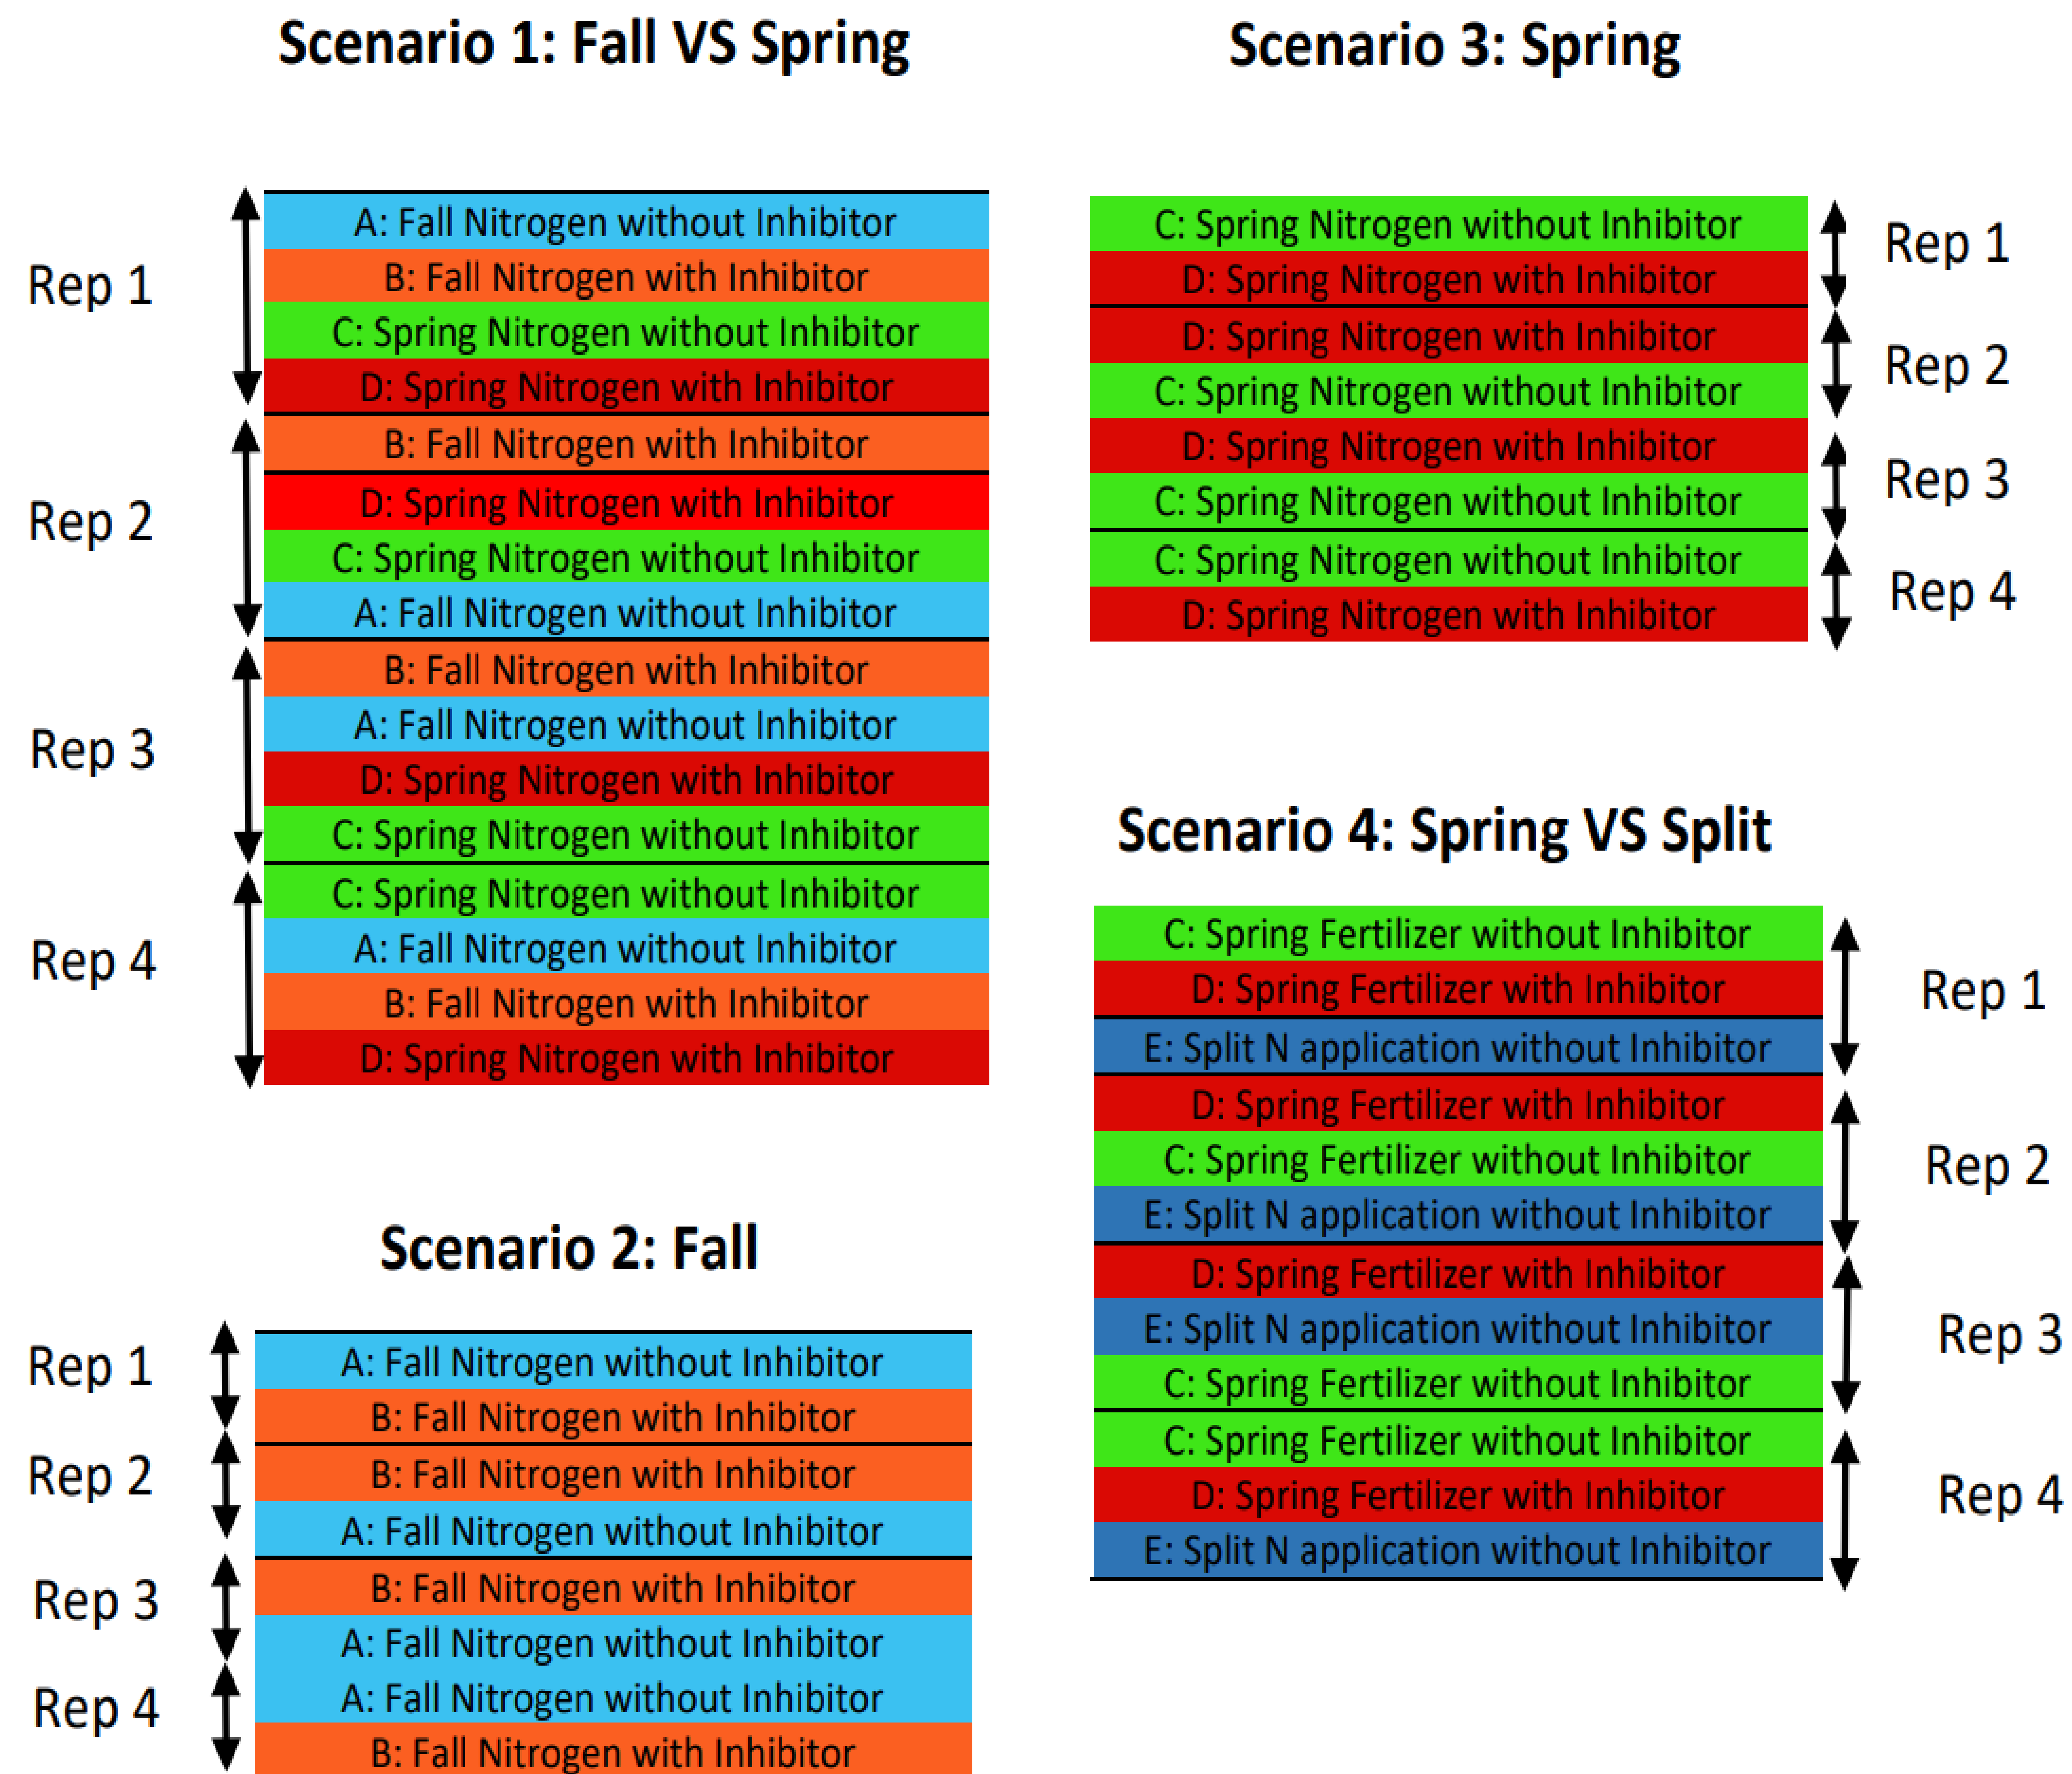 Scenario 1: Fall VS Spring
Rep 1
A: Fall Nitrogen without Inhibitor
B: Fall Nitrogen with Inhibitor
C: Spring Nitrogen without Inhibitor
D: Spring Nitrogen with Inhibitor
Rep 2
B: Fall Nitrogen with Inhibitor
D: Spring Nitrogen with Inhibitor
C: Spring Nitrogen without Inhibitor
A: Fall Nitrogen without Inhibitor
Rep 3
B: Fall Nitrogen with Inhibitor
A: Fall Nitrogen without Inhibitor
D: Spring Nitrogen with Inhibitor
C: Spring Nitrogen without Inhibitor
Rep 4
C: Spring Nitrogen without Inhibitor
A: Fall Nitrogen without Inhibitor
B: Fall Nitrogen with Inhibitor
D: Spring Nitrogen with Inhibitor
Scenario 2: Fall
Rep 1
A: Fall Nitrogen without Inhibitor
B: Fall Nitrogen with Inhibitor
Rep 2
B: Fall Nitrogen with Inhibitor
A: Fall Nitrogen without Inhibitor
Rep 3
B: Fall Nitrogen with Inhibitor
A: Fall Nitrogen without Inhibitor
Rep 4
A: Fall Nitrogen without Inhibitor
B: Fall Nitrogen with Inhibitor
Scenario 3: Spring
C: Spring Nitrogen without Inhibitor
D: Spring Nitrogen with Inhibitor
Rep 1
D: Spring Nitrogen with Inhibitor
C: Spring Nitrogen without Inhibitor
Rep 2
D: Spring Nitrogen with Inhibitor
C: Spring Nitrogen without Inhibitor
Rep 3
C: Spring Nitrogen without Inhibitor
D: Spring Nitrogen with Inhibitor
Rep 4
Scenario 4: Spring VS Split
C: Spring Fertilizer without Inhibitor
D: Spring Fertilizer with Inhibitor
E: Split N application without Inhibitor
Rep 1
D: Spring Fertilizer with Inhibitor
C: Spring Fertilizer without Inhibitor
E: Split N application without Inhibitor
Rep 2
D: Spring Fertilizer with Inhibitor
E: Split N application without Inhibitor
C: Spring Fertilizer without Inhibitor
Rep 3
C: Spring Fertilizer without Inhibitor
D: Spring Fertilizer with Inhibitor
E: Split N application without Inhibitor
Rep 4